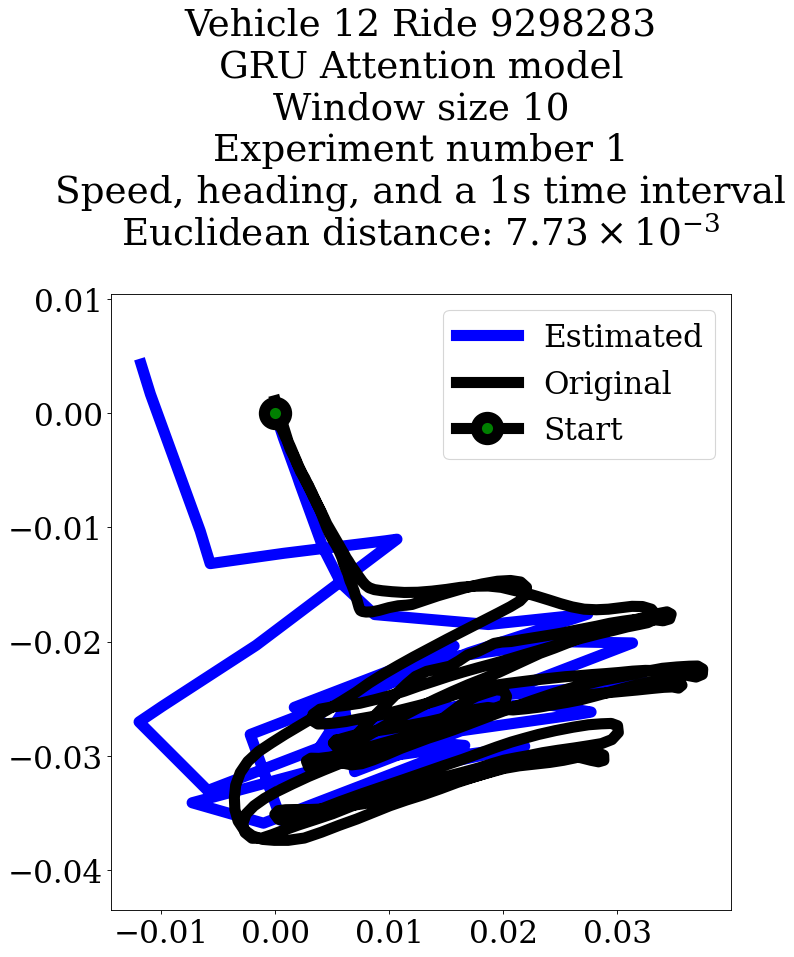 Vehicle 12 Ride 9298283
GRU Attention model
Window size 10
Experiment number 1
Speed, heading, and a 1s time interval
Euclidean distance: 7.73 × 10⁻³
0.01
0.00
−0.01
−0.02
−0.03
−0.04
Estimated
Original
Start
−0.01 0.00 0.01 0.02 0.03